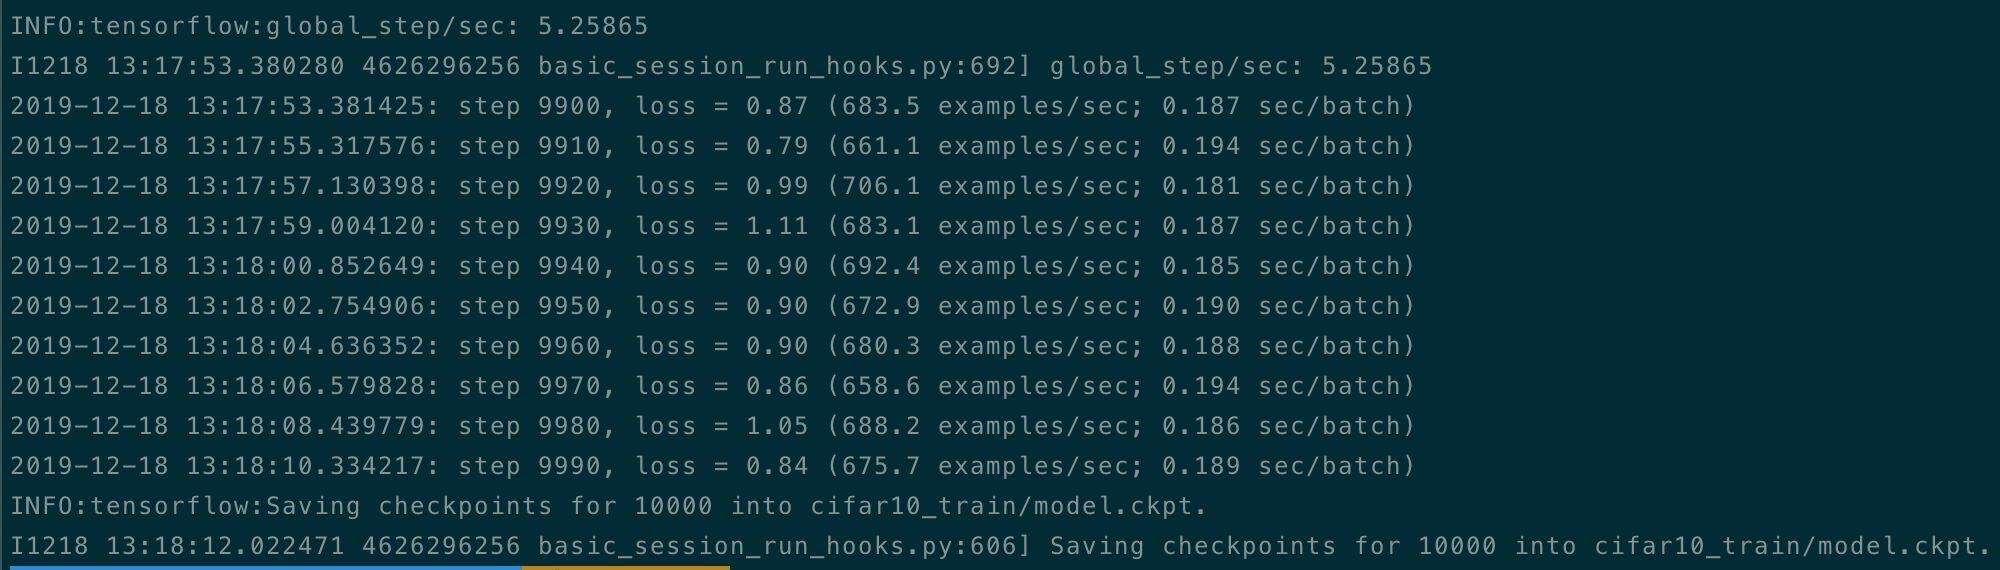 INFO:tensorflow:global_step/sec: 5.25865
I1218 13:17:53.380280 4626296256 basic_session_run_hooks.py:692] global_step/sec: 5.25865
2019-12-18 13:17:53.381425: step 9900, loss = 0.87 (683.5 examples/sec; 0.187 sec/batch)
2019-12-18 13:17:55.317576: step 9910, loss = 0.79 (661.1 examples/sec; 0.194 sec/batch)
2019-12-18 13:17:57.130398: step 9920, loss = 0.99 (706.1 examples/sec; 0.181 sec/batch)
2019-12-18 13:17:59.004120: step 9930, loss = 1.11 (683.1 examples/sec; 0.187 sec/batch)
2019-12-18 13:18:00.852649: step 9940, loss = 0.90 (692.4 examples/sec; 0.185 sec/batch)
2019-12-18 13:18:02.754906: step 9950, loss = 0.90 (672.9 examples/sec; 0.190 sec/batch)
2019-12-18 13:18:04.636352: step 9960, loss = 0.90 (680.3 examples/sec; 0.188 sec/batch)
2019-12-18 13:18:06.579828: step 9970, loss = 0.86 (658.6 examples/sec; 0.194 sec/batch)
2019-12-18 13:18:08.439779: step 9980, loss = 1.05 (688.2 examples/sec; 0.186 sec/batch)
2019-12-18 13:18:10.334217: step 9990, loss = 0.84 (675.7 examples/sec; 0.189 sec/batch)
INFO:tensorflow:Saving checkpoints for 10000 into cifar10_train/model.ckpt.
I1218 13:18:12.022471 4626296256 basic_session_run_hooks.py:606] Saving checkpoints for 10000 into cifar10_train/model.ckpt.